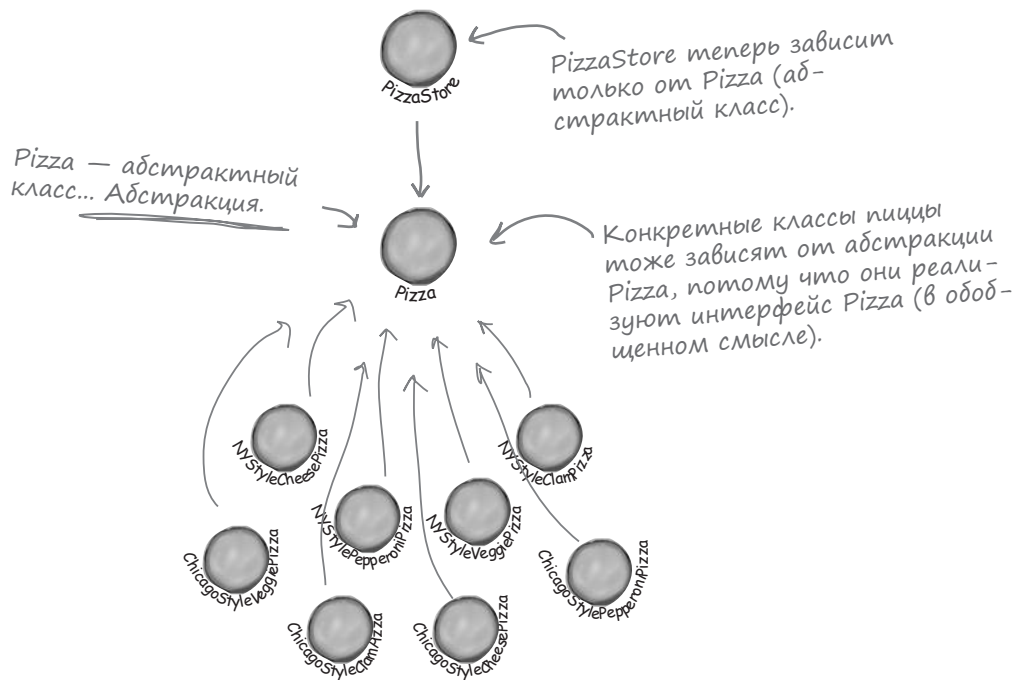 PizzaStore
PizzaStore теперь зависит
только от Pizza (аб-
страктный класс).
Pizza — абстрактный
класс... Абстракция.
Pizza
Конкретные классы пиццы
тоже зависят от абстракции
Pizza, потому что они реали-
зуют интерфейс Pizza (в обоб-
щенном смысле).
NYStyleCheesePizza
NYStyleClamPizza
NYStylePepperoniPizza
NYStyleVeggiePizza
ChicagoStyleVeggiePizza
ChicagoStylePepperoniPizza
ChicagoStyleClamPizza
ChicagoStyleCheesePizza